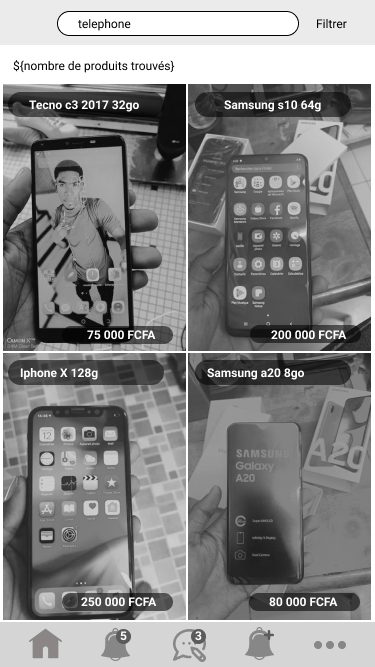 telephone
Filtrer
${nombre de produits trouvés}
Tecno c3 2017 32go
Samsung s10 64g
CAMON X
75 000 FCFA
200 000 FCFA
Iphone X 128g
Samsung a20 8go
SAMSUNG
Galaxy
A20
A20
250 000 FCFA
80 000 FCFA
5
3